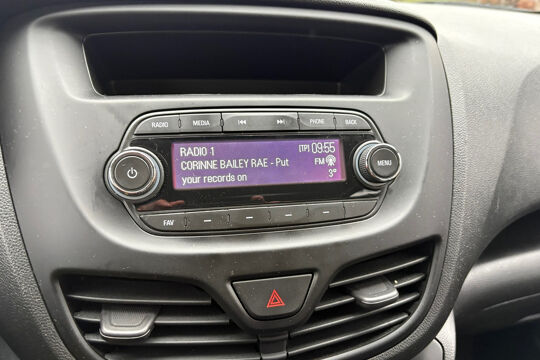 RADIO MEDIA PHONE BACK
RADIO 1 [TP] 09:55
CORINNE BAILEY RAE - Put FM
your records on 3°
MENU
FAV